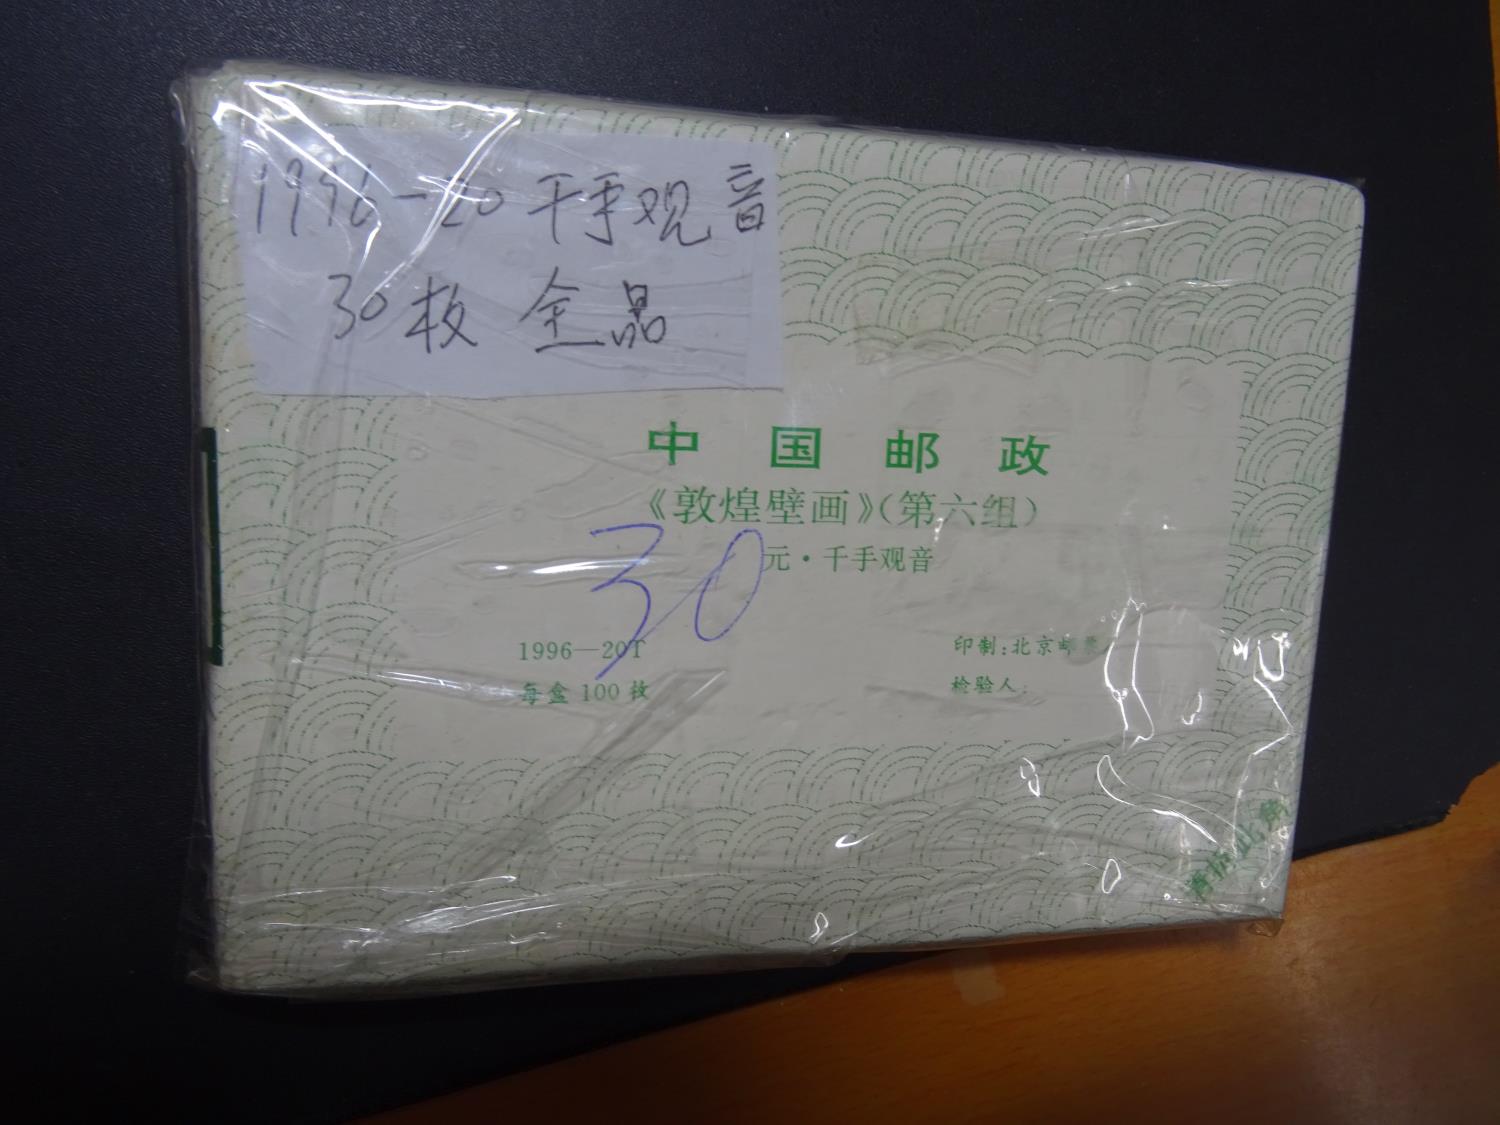 1996-20 千手观音
30枚 全品
中国邮政
《敦煌壁画》(第六组)
30
元·千手观音
1996—20T
每盒100枚
印制:北京邮票
检验人: